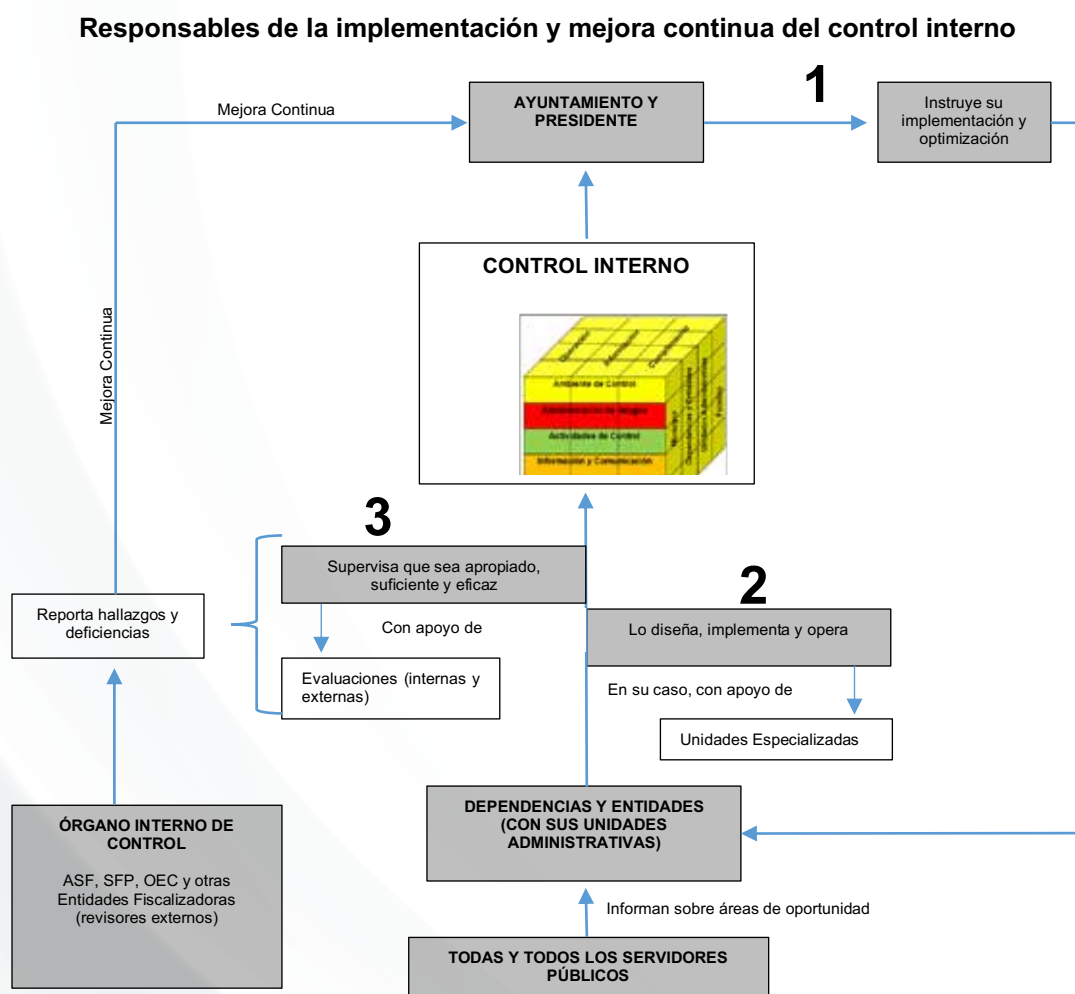 Responsables de la implementación y mejora continua del control interno
1
Mejora Continua
AYUNTAMIENTO Y
PRESIDENTE
Instruye su
implementación y
optimización
CONTROL INTERNO
Ambiente de Control
Actividades de Control
Información y Comunicación
Mejora Continua
3
Supervisa que sea apropiado,
suficiente y eficaz
2
Reporta hallazgos y
deficiencias
Con apoyo de
Lo diseña, implementa y opera
Evaluaciones (internas y
externas)
En su caso, con apoyo de
Unidades Especializadas
ÓRGANO INTERNO DE
CONTROL
ASF, SFP, OEC y otras
Entidades Fiscalizadoras
(revisores externos)
DEPENDENCIAS Y ENTIDADES
(CON SUS UNIDADES
ADMINISTRATIVAS)
Informan sobre áreas de oportunidad
TODAS Y TODOS LOS SERVIDORES
PÚBLICOS